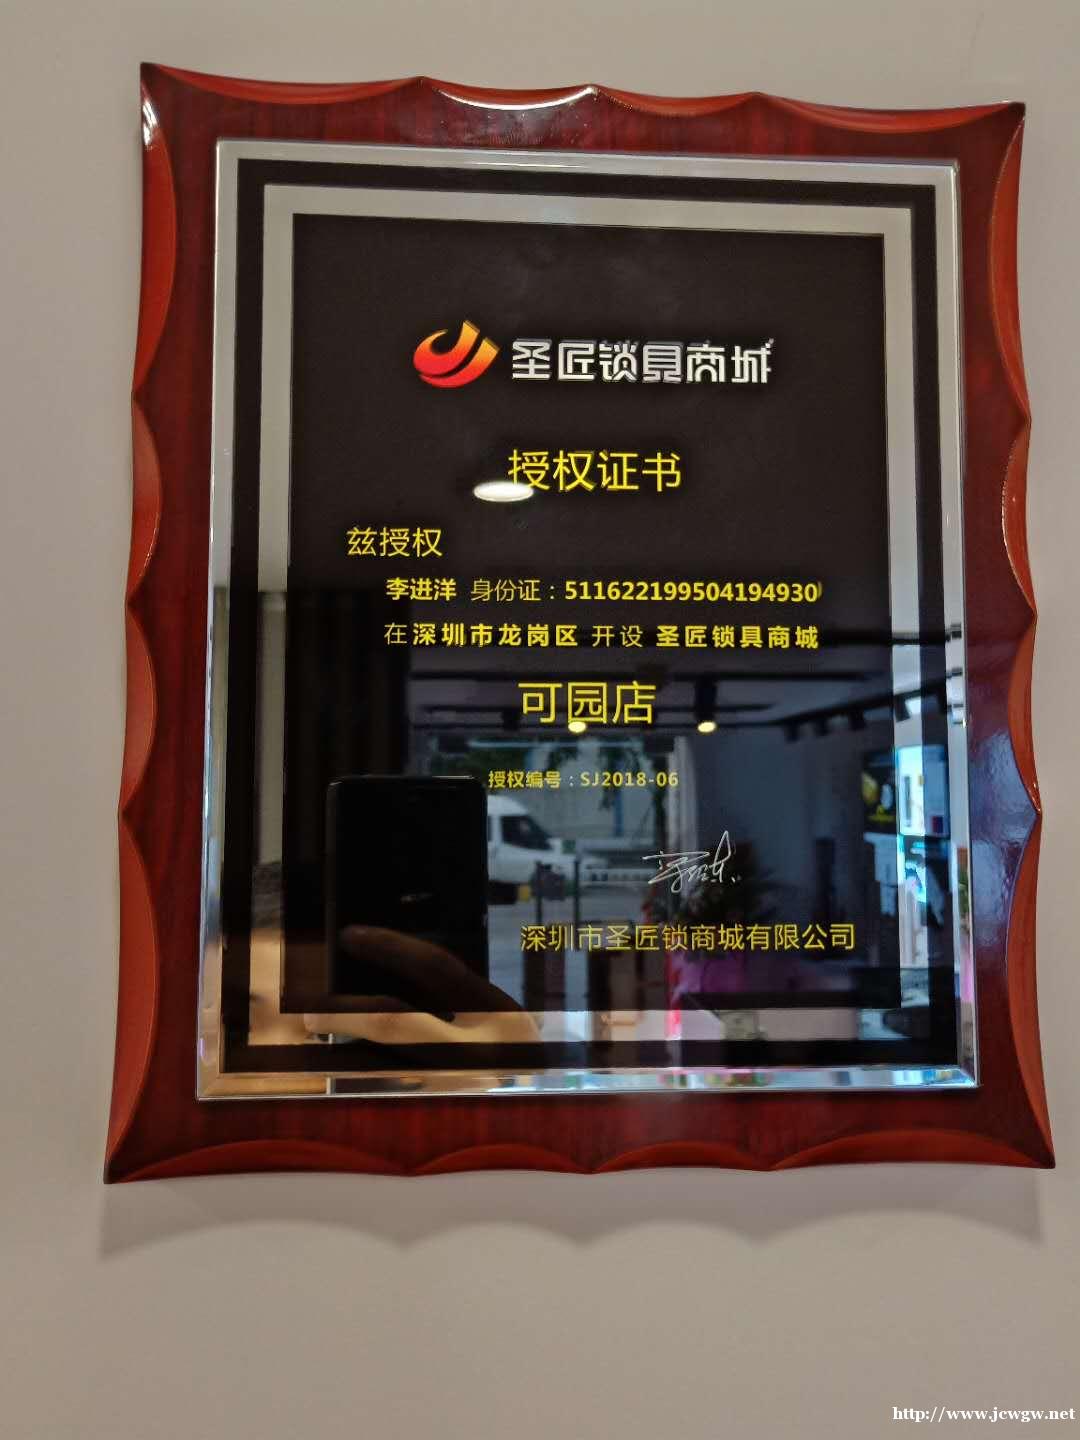 圣匠锁具商城
授权证书
兹授权
李进洋 身份证：511622199504194930
在深圳市龙岗区 开设 圣匠锁具商城
可园店
授权编号：SJ2018-06
深圳市圣匠锁商城有限公司
http://www.jcwgw.net